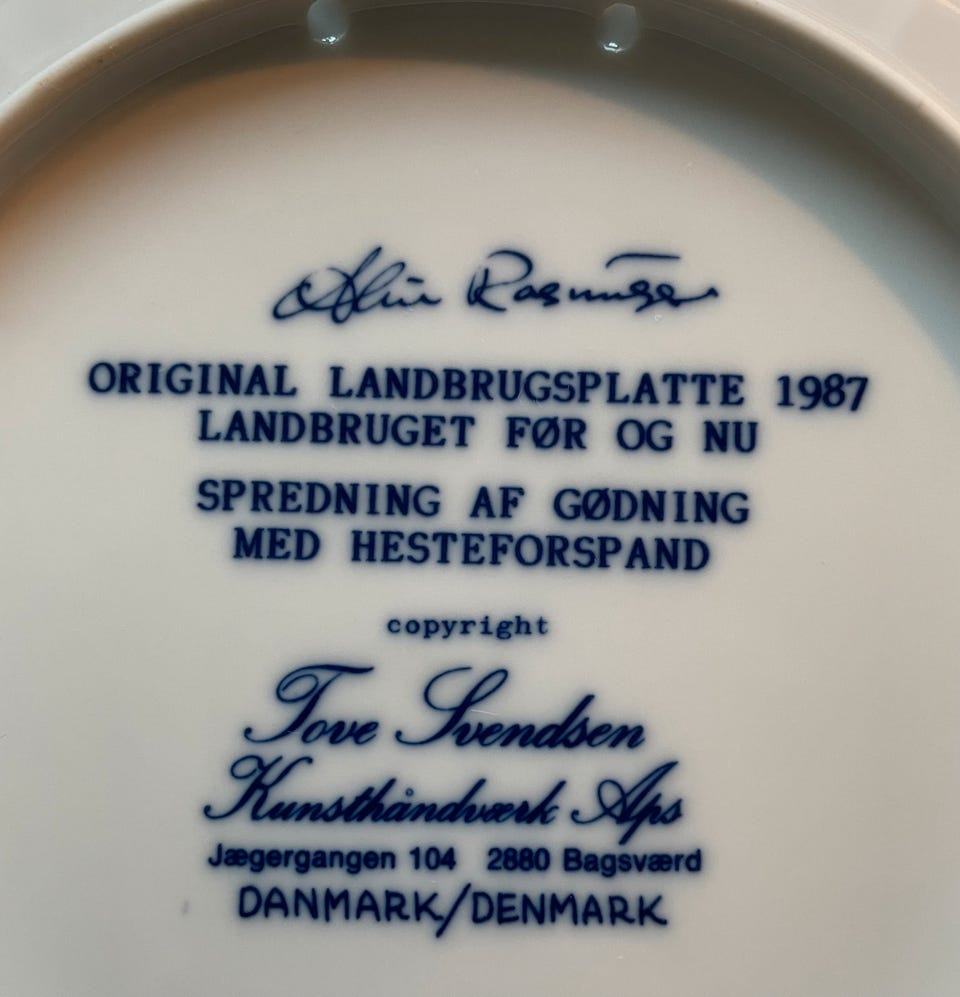 Rasmussen
ORIGINAL LANDBRUGSPLATTE 1987
LANDBRUGET FØR OG NU
SPREDNING AF GØDNING
MED HESTEFORSPAND
copyright
Tove Svendsen
Kunsthåndværk Aps
Jægergangen 104 2880 Bagsværd
DANMARK/DENMARK